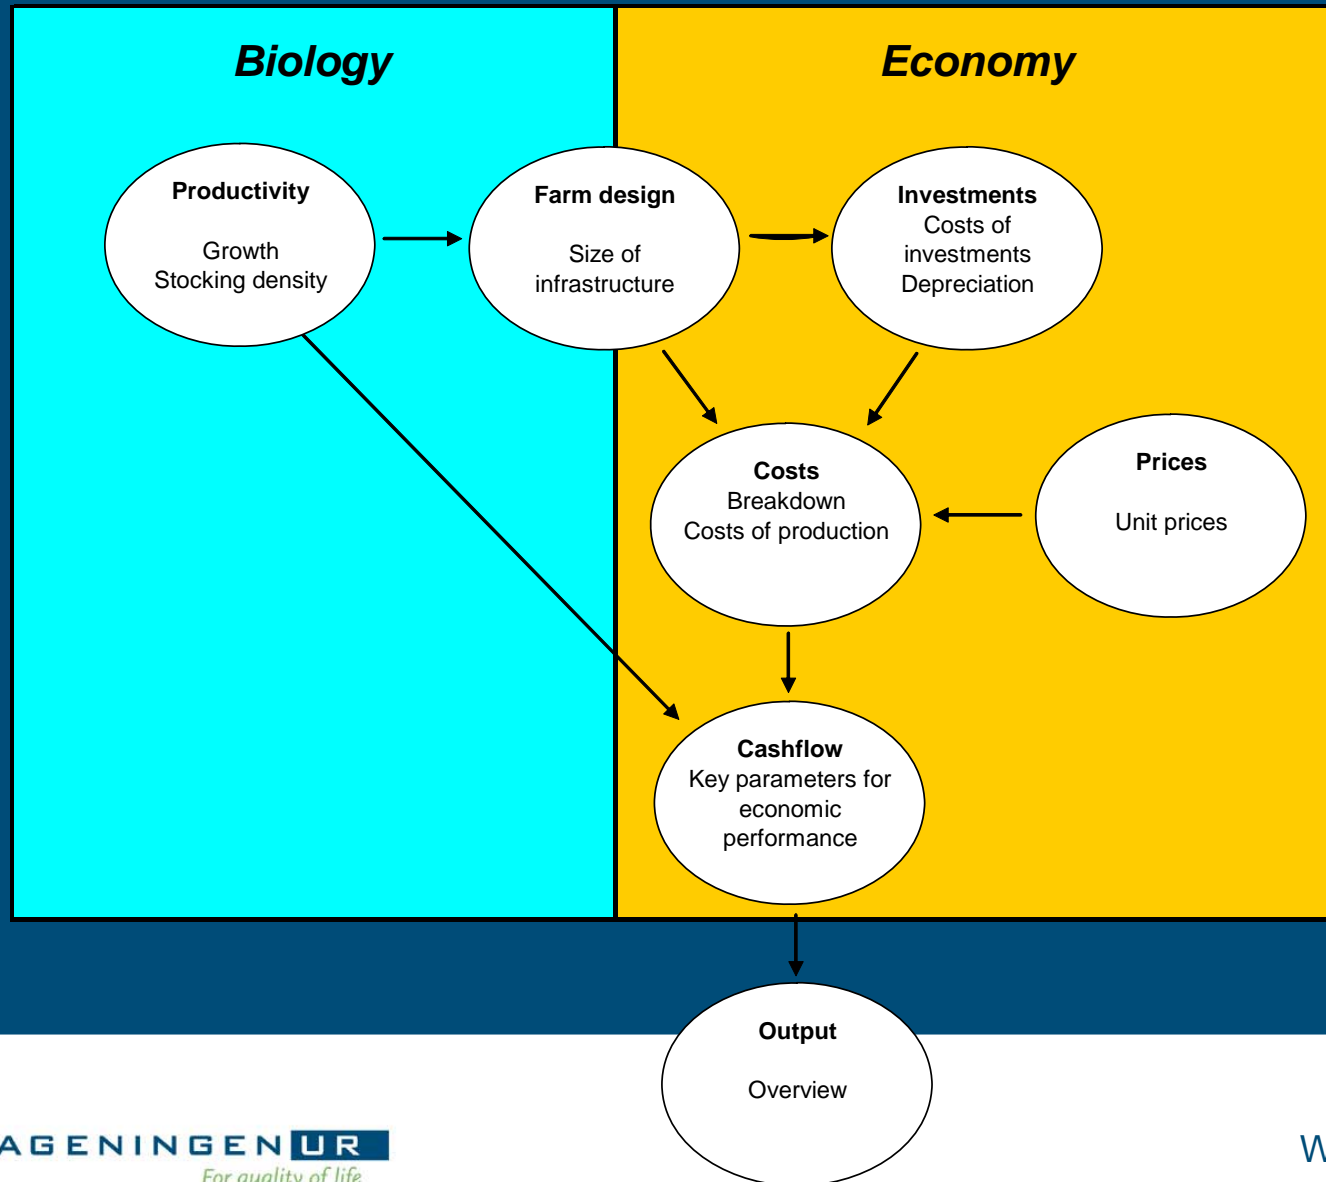 Biology
Economy
Productivity
Growth
Stocking density
Farm design
Size of
infrastructure
Investments
Costs of
investments
Depreciation
Costs
Breakdown
Costs of production
Prices
Unit prices
Cashflow
Key parameters for
economic
performance
Output
Overview
AGENINGEN UR
For quality of life
W